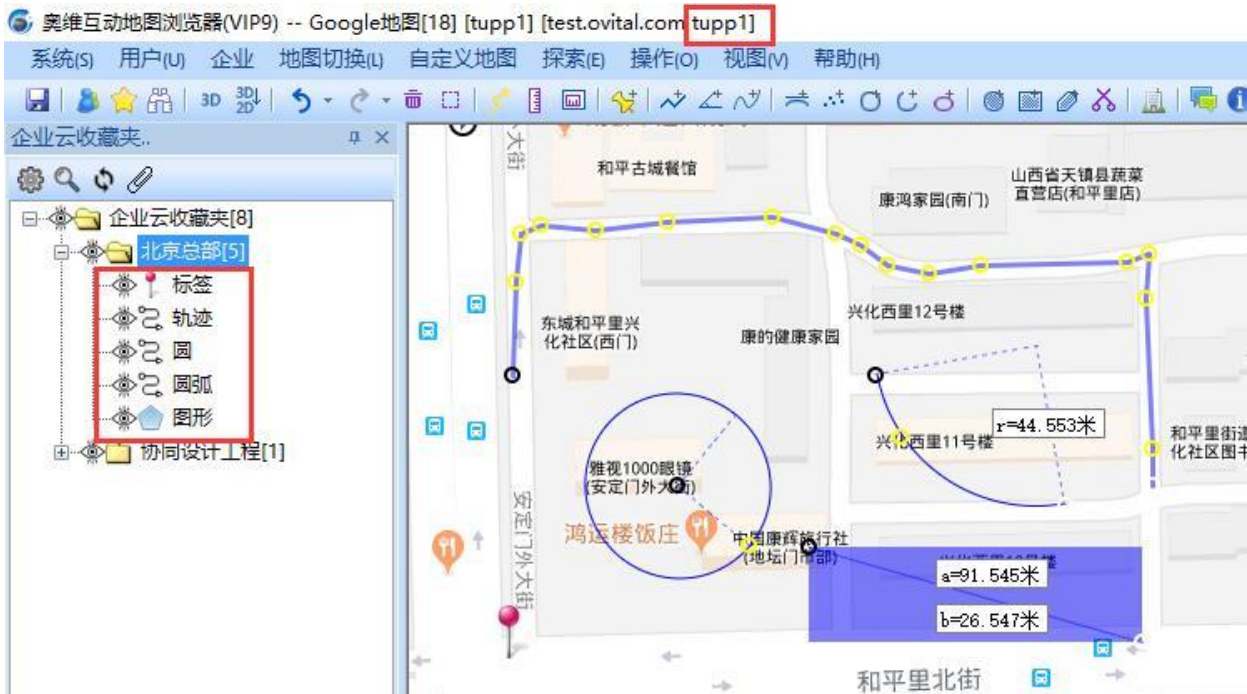 奥维互动地图浏览器(VIP9) -- Google地图[18] [tupp1] [test.ovital.com tupp1]
系统(S) 用户(U) 企业 地图切换(L) 自定义地图 探索(E) 操作(O) 视图(V) 帮助(H)
3D 3D 2D
企业云收藏夹..
企业云收藏夹[8]
北京总部[5]
标签
轨迹
圆
圆弧
图形
协同设计工程[1]
大街
和平古城餐馆
康鸿家园(南门)
山西省天镇县蔬菜
直营店(和平里店)
东城和平里兴
化社区(西门)
康的健康家园
兴化西里12号楼
r=44.553米
兴化西里11号楼
和平里街道
化社区图书
雅视1000眼镜
(安定门外大街)
安定门外大街
鸿运楼饭庄
中国康辉旅行社
(地坛门市部)
a=91.545米
b=26.547米
和平里北街